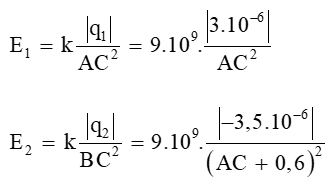 E₁ = k |q₁| / AC² = 9.10⁹. |3.10⁻⁶| / AC²
E₂ = k |q₂| / BC² = 9.10⁹. |−3,5.10⁻⁶| / (AC + 0,6)²